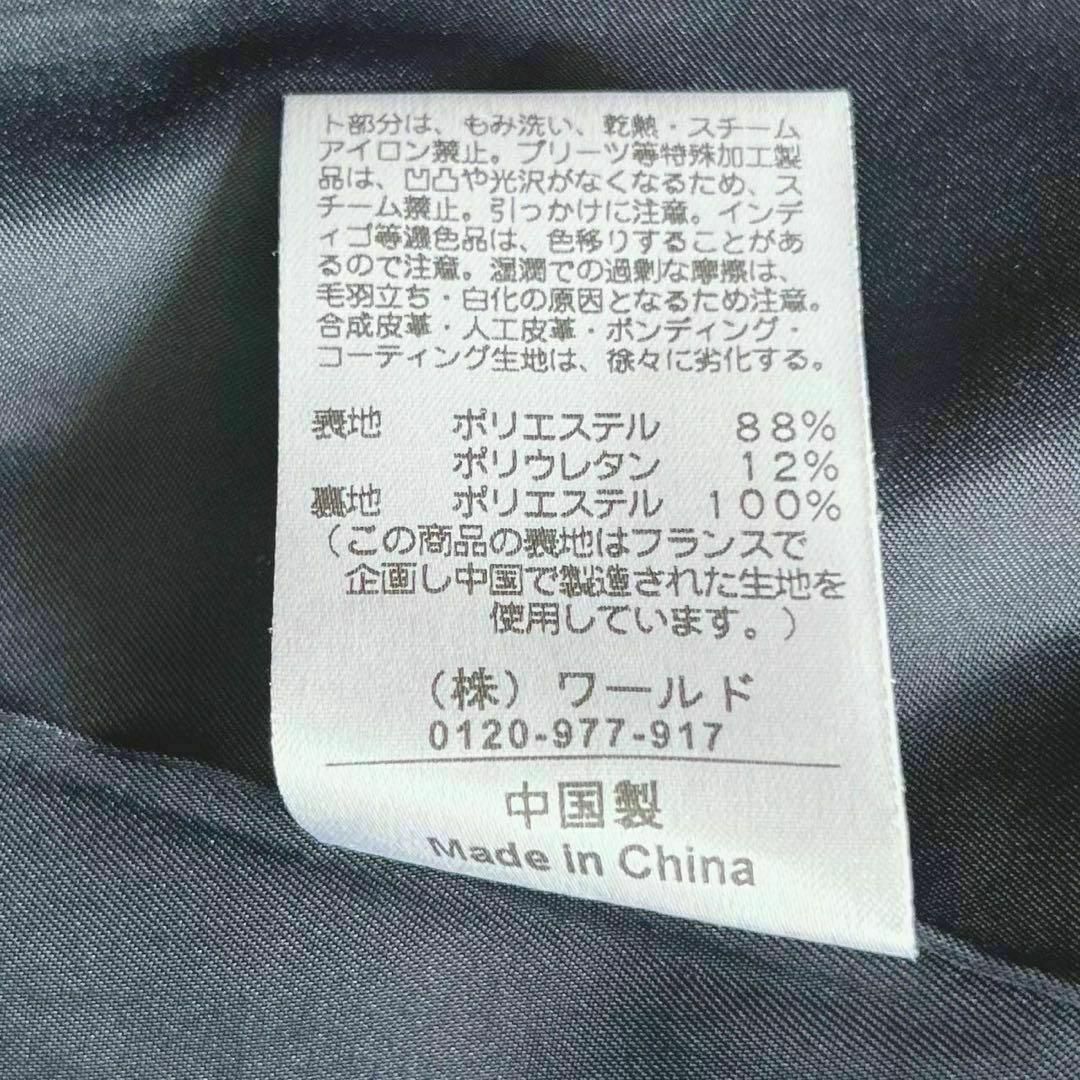 ト部分は、もみ洗い、乾熱・スチーム
アイロン禁止。プリーツ等特殊加工製
品は、凹凸や光沢がなくなるため、ス
チーム禁止。引っかけに注意。インデ
ィゴ等濃色品は、色移りすることがあ
るので注意。湿潤での過剰な摩擦は、
毛羽立ち・白化の原因となるため注意。
合成皮革・人工皮革・ボンディング・
コーティング生地は、徐々に劣化する。
表地 ポリエステル 88%
ポリウレタン 12%
裏地 ポリエステル 100%
(この商品の表地はフランスで
企画し中国で製造された生地を
使用しています。)
(株)ワールド
0120-977-917
中国製
Made in China